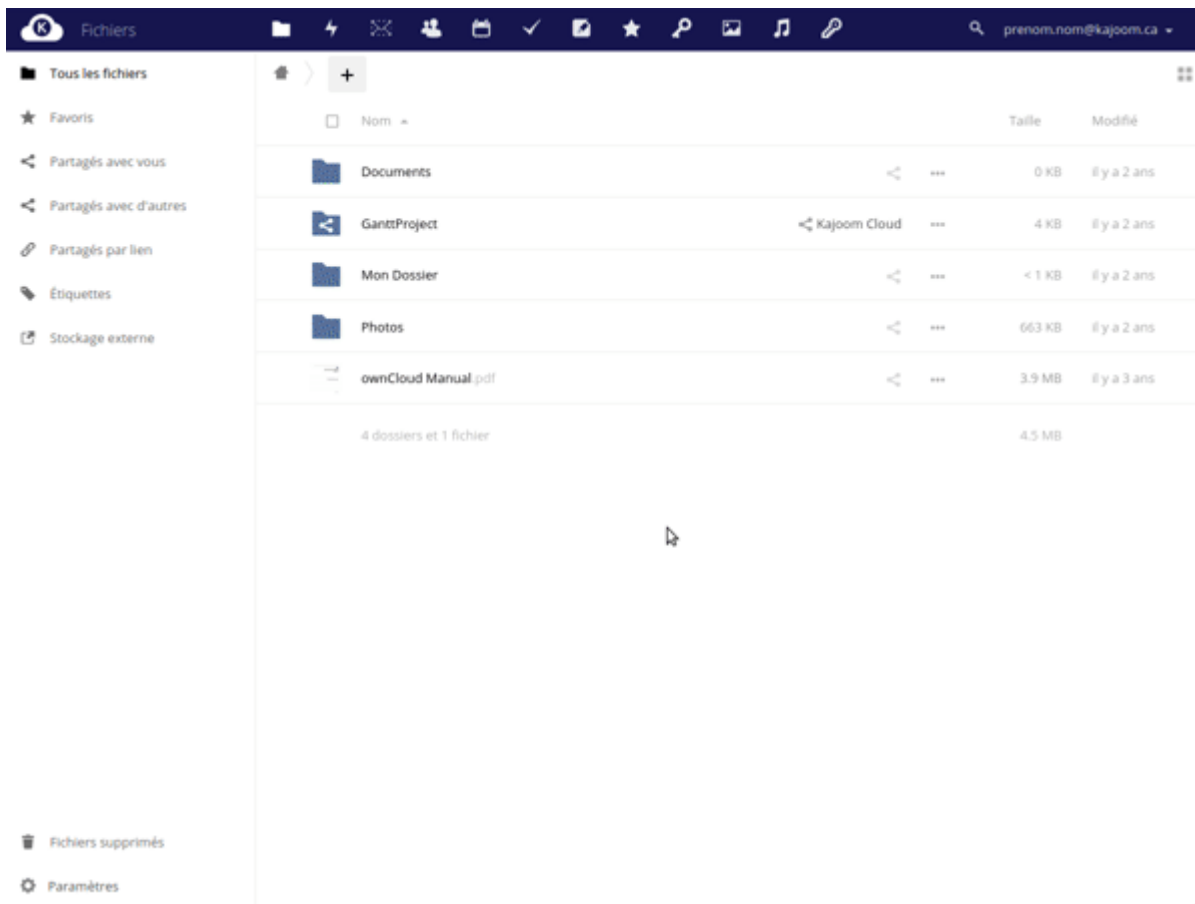 K Fichiers prenom.nom@kajoom.ca
Tous les fichiers
Favoris
Partagés avec vous
Partagés avec d'autres
Partagés par lien
Étiquettes
Stockage externe
Nom Taille Modifié
Documents 0 KB il y a 2 ans
GanttProject Kajoom Cloud 4 KB il y a 2 ans
Mon Dossier < 1 KB il y a 2 ans
Photos 663 KB il y a 2 ans
ownCloud Manual.pdf 3.9 MB il y a 3 ans
4 dossiers et 1 fichier 4.5 MB
Fichiers supprimés
Paramètres